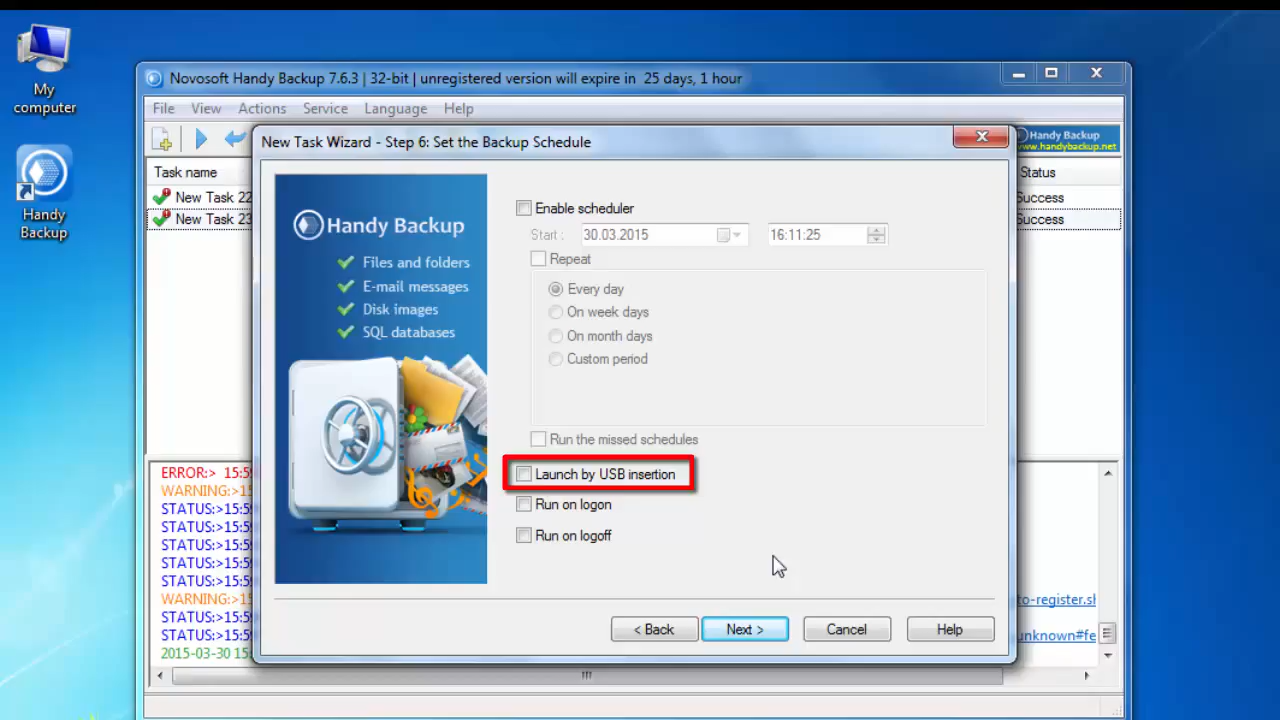 My
computer
Handy
Backup
Novosoft Handy Backup 7.6.3 | 32-bit | unregistered version will expire in 25 days, 1 hour
File View Actions Service Language Help
Handy Backup
www.handybackup.net
Task name
Status
New Task 22
Success
New Task 23
Success
New Task Wizard - Step 6: Set the Backup Schedule
Handy Backup
Files and folders
E-mail messages
Disk images
SQL databases
Enable scheduler
Start : 30.03.2015 16:11:25
Repeat
Every day
On week days
On month days
Custom period
Run the missed schedules
Launch by USB insertion
Run on logon
Run on logoff
< Back Next > Cancel Help
ERROR:> 15:5
WARNING:>1
STATUS:>15:5
STATUS:>15:5
STATUS:>15:5
STATUS:>15:5
STATUS:>15:5
WARNING:>1
to-register.sh
STATUS:>15:5
STATUS:>15:5
unknown#fe
2015-03-30 15: